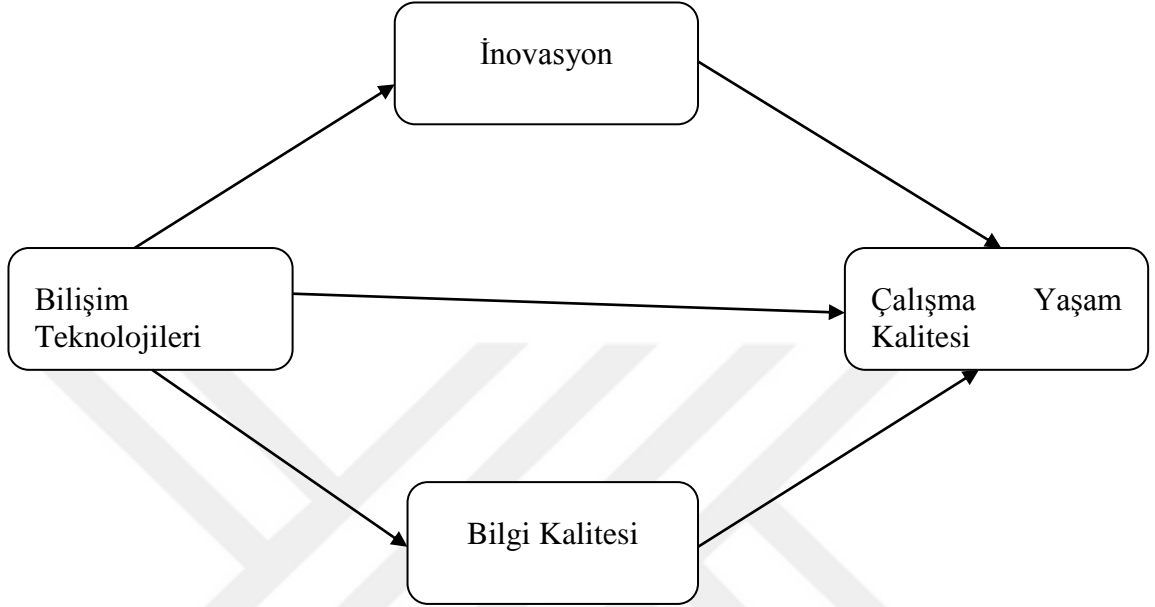 İnovasyon
Bilişim
Teknolojileri
Çalışma Yaşam
Kalitesi
Bilgi Kalitesi